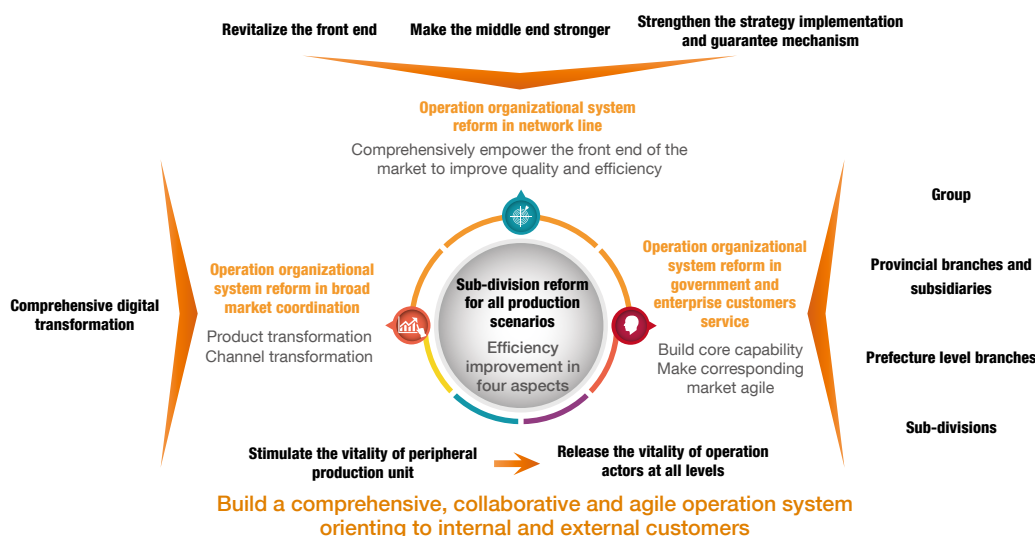 Revitalize the front end
Make the middle end stronger
Strengthen the strategy implementation
and guarantee mechanism
Operation organizational system
reform in network line
Comprehensively empower the front end of the
market to improve quality and efficiency
Comprehensive digital
transformation
Operation organizational
system reform in broad
market coordination
Product transformation
Channel transformation
Sub-division reform
for all production
scenarios
Efficiency
improvement in
four aspects
Operation organizational
system reform in
government and
enterprise customers
service
Build core capability
Make corresponding
market agile
Group
Provincial branches and
subsidiaries
Prefecture level branches
Sub-divisions
Stimulate the vitality of peripheral
production unit
Release the vitality of operation
actors at all levels
Build a comprehensive, collaborative and agile operation system
orienting to internal and external customers